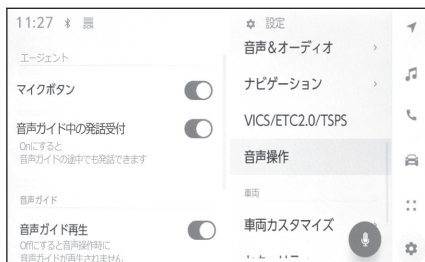 11:27
エージェント
マイクボタン
音声ガイド中の発話受付
Onにすると
音声ガイドの途中でも発話できます
音声ガイド
音声ガイド再生
Offにすると音声操作時に
音声ガイドが再生されません
設定
音声&オーディオ
ナビゲーション
VICS/ETC2.0/TSPS
音声操作
車両
車両カスタマイズ